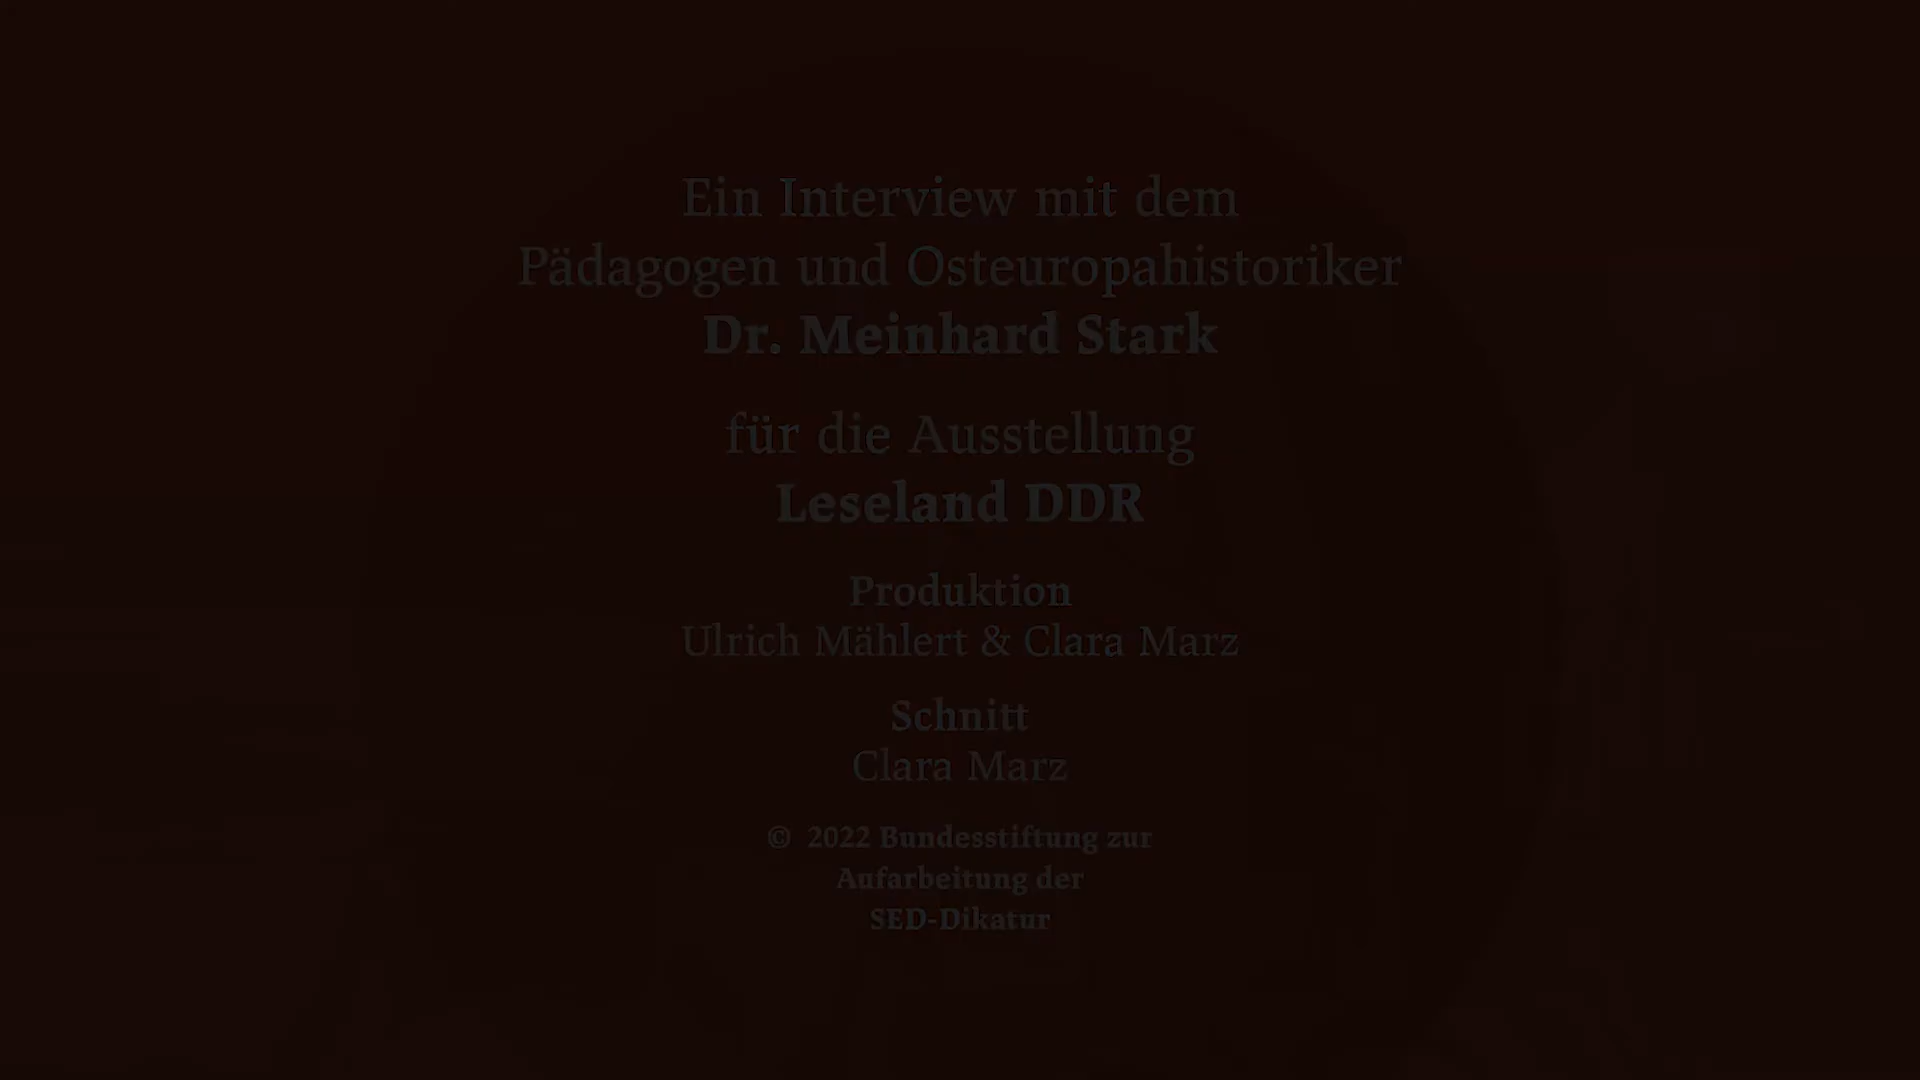 Ein Interview mit dem
Pädagogen und Osteuropahistoriker
Dr. Meinhard Stark
für die Ausstellung
Leseland DDR
Produktion
Ulrich Mählert & Clara Marz
Schnitt
Clara Marz
© 2022 Bundesstiftung zur
Aufarbeitung der
SED-Dikatur